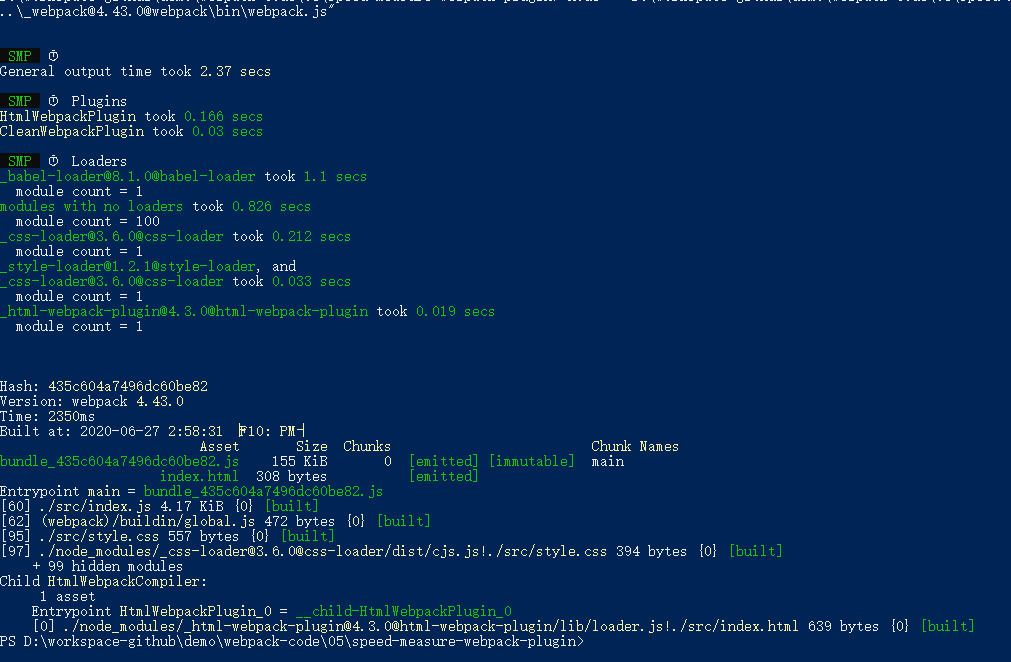 ..\_webpack@4.43.0@webpack\bin\webpack.js"
SMP ⏱
General output time took 2.37 secs
SMP ⏱ Plugins
HtmlWebpackPlugin took 0.166 secs
CleanWebpackPlugin took 0.03 secs
SMP ⏱ Loaders
_babel-loader@8.1.0@babel-loader took 1.1 secs
module count = 1
modules with no loaders took 0.826 secs
module count = 100
_css-loader@3.6.0@css-loader took 0.212 secs
module count = 1
_style-loader@1.2.1@style-loader, and
_css-loader@3.6.0@css-loader took 0.033 secs
module count = 1
_html-webpack-plugin@4.3.0@html-webpack-plugin took 0.019 secs
module count = 1
Hash: 435c604a7496dc60be82
Version: webpack 4.43.0
Time: 2350ms
Built at: 2020-06-27 2:58:31 ├F10: PM┤
Asset Size Chunks Chunk Names
bundle_435c604a7496dc60be82.js 155 KiB 0 [emitted] [immutable] main
index.html 308 bytes [emitted]
Entrypoint main = bundle_435c604a7496dc60be82.js
[60] ./src/index.js 4.17 KiB {0} [built]
[62] (webpack)/buildin/global.js 472 bytes {0} [built]
[95] ./src/style.css 557 bytes {0} [built]
[97] ./node_modules/_css-loader@3.6.0@css-loader/dist/cjs.js!./src/style.css 394 bytes {0} [built]
+ 99 hidden modules
Child HtmlWebpackCompiler:
1 asset
Entrypoint HtmlWebpackPlugin_0 = __child-HtmlWebpackPlugin_0
[0] ./node_modules/_html-webpack-plugin@4.3.0@html-webpack-plugin/lib/loader.js!./src/index.html 639 bytes {0} [built]
PS D:\workspace-github\demo\webpack-code\05\speed-measure-webpack-plugin>